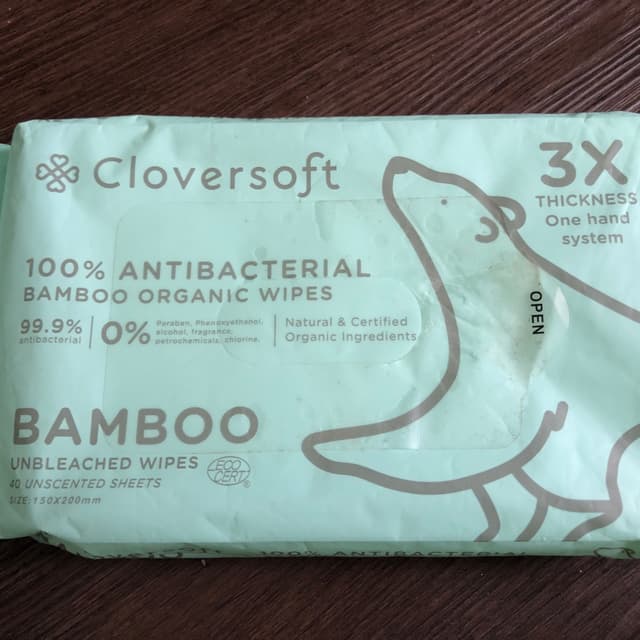 Cloversoft
3X
THICKNESS
One hand
system
100% ANTIBACTERIAL
BAMBOO ORGANIC WIPES
99.9%
antibacterial
0%
Paraben, Phenoxyethanol,
alcohol, fragrance,
petrochemicals, chlorine.
Natural & Certified
Organic Ingredients
OPEN
BAMBOO
UNBLEACHED WIPES
ECO
CERT
40 UNSCENTED SHEETS
SIZE: 150X200mm
100% ANTIBACTERIAL